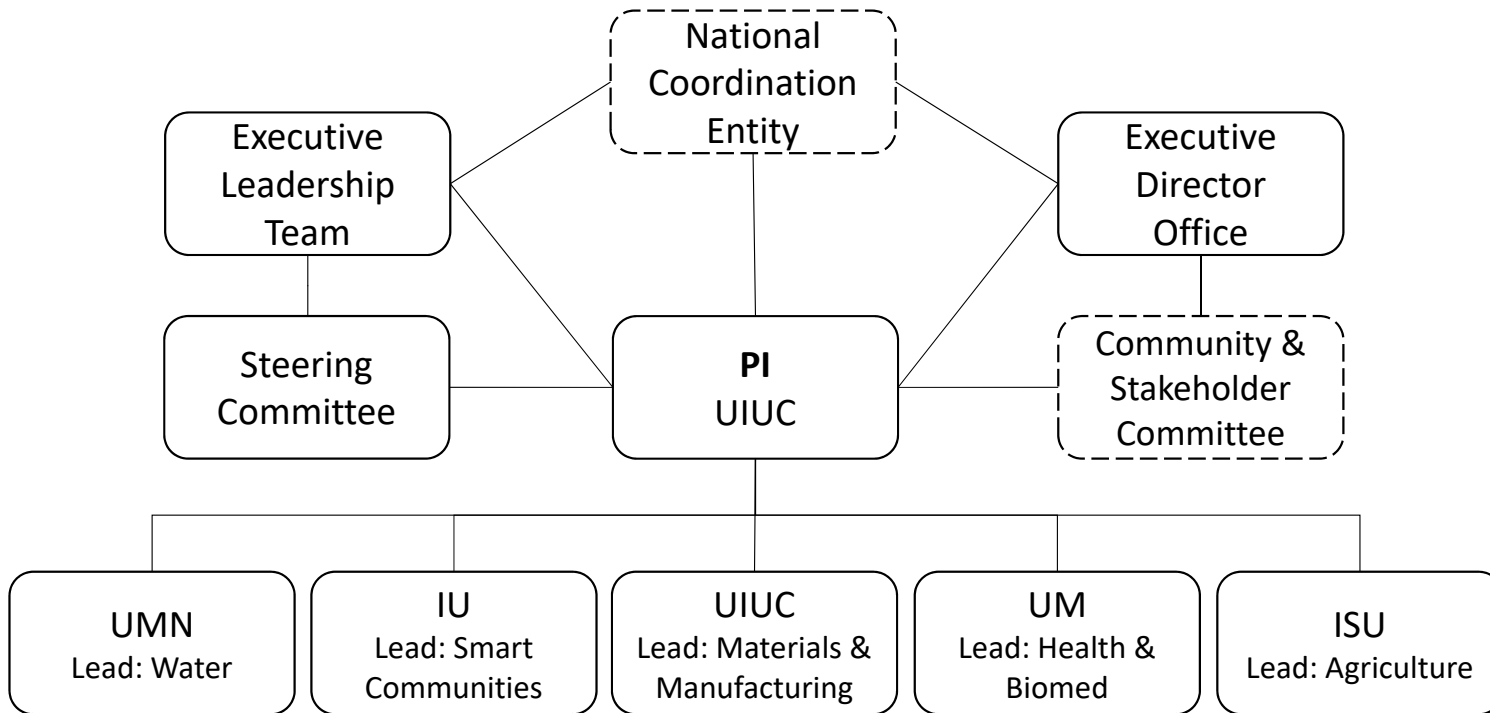 National
Coordination
Entity
Executive
Leadership
Team
Executive
Director
Office
Steering
Committee
PI
UIUC
Community &
Stakeholder
Committee
UMN
Lead: Water
IU
Lead: Smart
Communities
UIUC
Lead: Materials &
Manufacturing
UM
Lead: Health &
Biomed
ISU
Lead: Agriculture